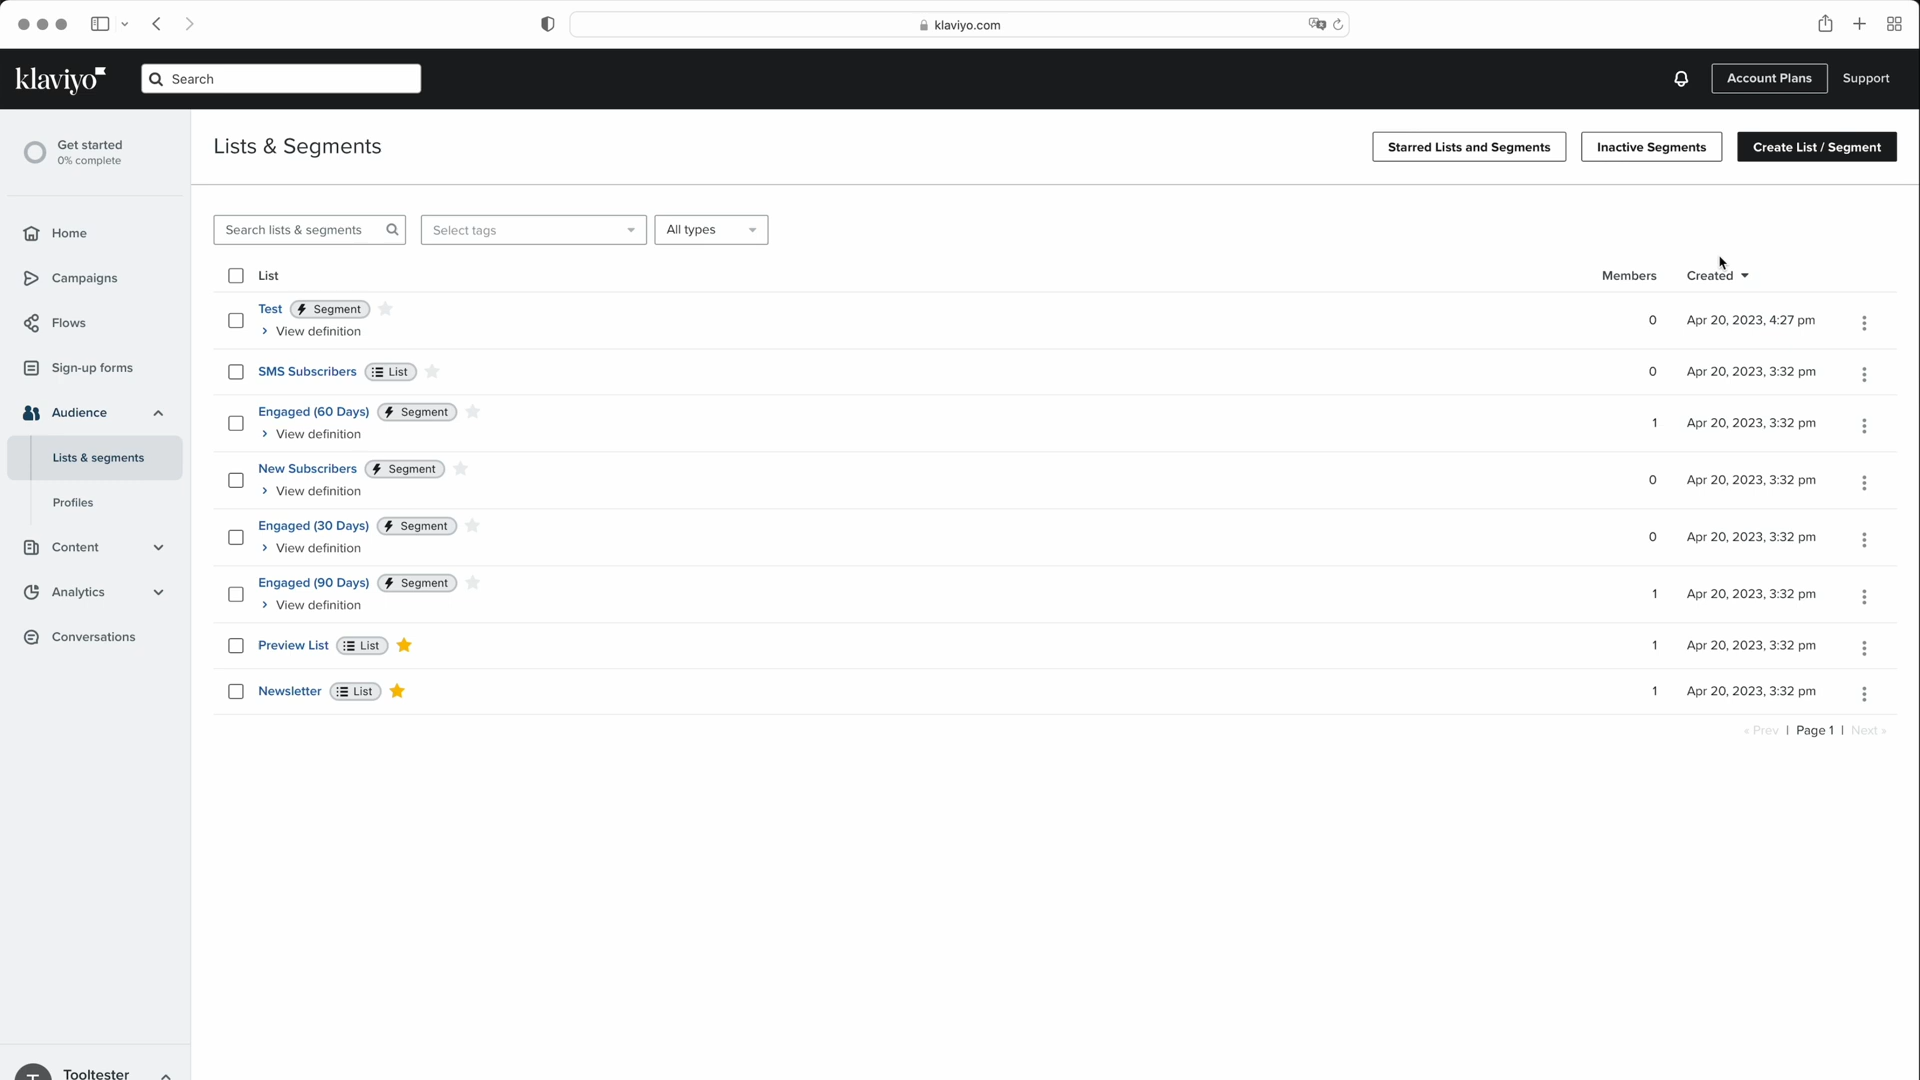 klaviyo.com
klaviyo
Search
Account Plans
Support
Get started
0% complete
Home
Campaigns
Flows
Sign-up forms
Audience
Lists & segments
Profiles
Content
Analytics
Conversations
T Tooltester
Lists & Segments
Starred Lists and Segments
Inactive Segments
Create List / Segment
Search lists & segments
Select tags
All types
List Members Created
Test Segment
View definition
0 Apr 20, 2023, 4:27 pm
SMS Subscribers List 0 Apr 20, 2023, 3:32 pm
Engaged (60 Days) Segment
View definition
1 Apr 20, 2023, 3:32 pm
New Subscribers Segment
View definition
0 Apr 20, 2023, 3:32 pm
Engaged (30 Days) Segment
View definition
0 Apr 20, 2023, 3:32 pm
Engaged (90 Days) Segment
View definition
1 Apr 20, 2023, 3:32 pm
Preview List List 1 Apr 20, 2023, 3:32 pm
Newsletter List 1 Apr 20, 2023, 3:32 pm
« Prev | Page 1 | Next »